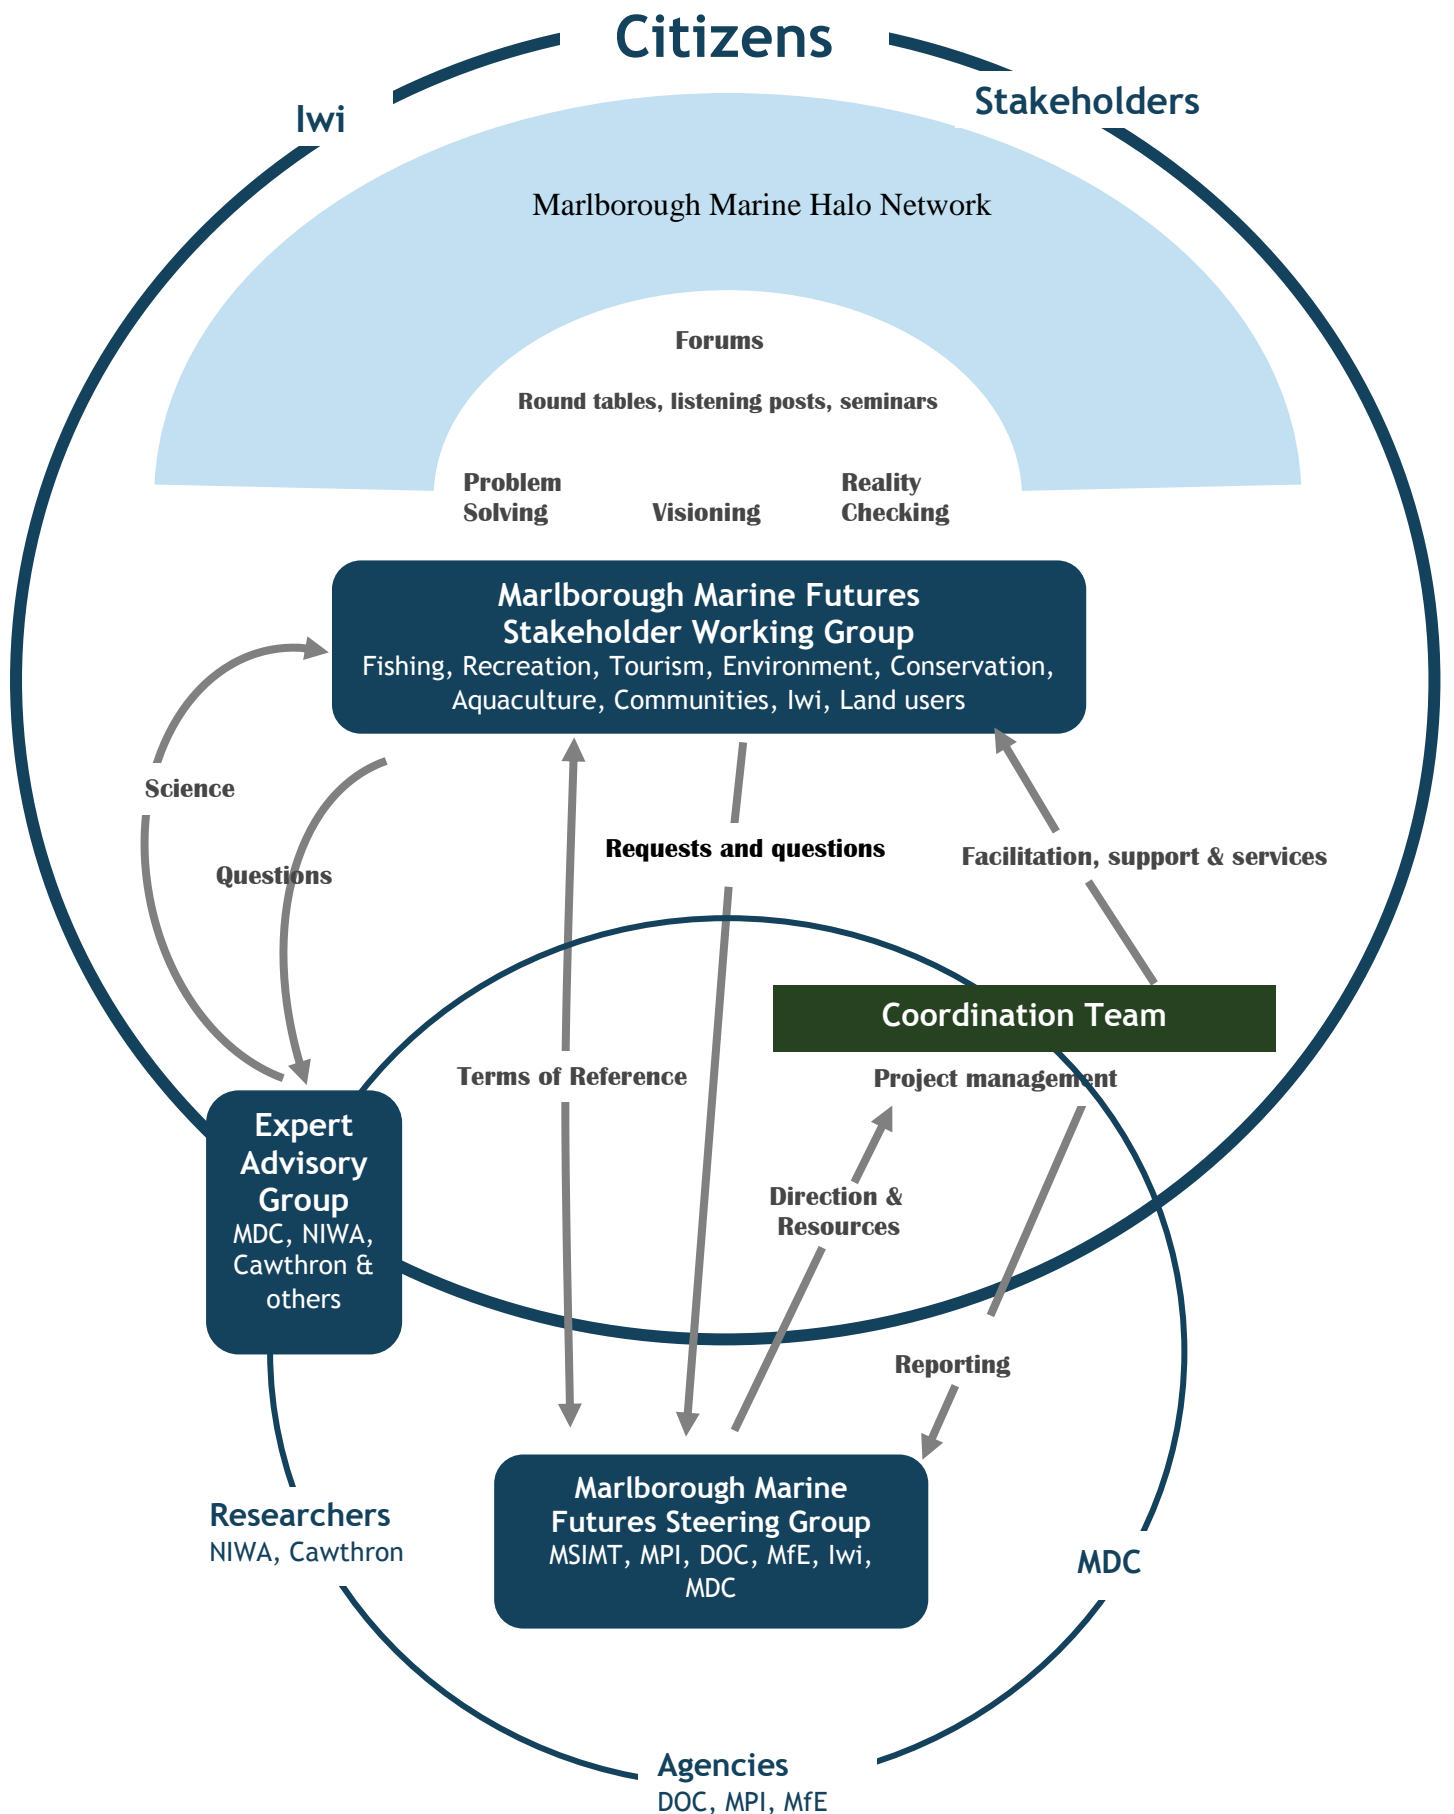 Citizens
Iwi
Stakeholders
Marlborough Marine Halo Network
Forums
Round tables, listening posts, seminars
Problem
Solving
Visioning
Reality
Checking
Marlborough Marine Futures
Stakeholder Working Group
Fishing, Recreation, Tourism, Environment, Conservation,
Aquaculture, Communities, Iwi, Land users
Science
Questions
Requests and questions
Facilitation, support & services
Coordination Team
Terms of Reference
Project management
Expert
Advisory
Group
MDC, NIWA,
Cawthron &
others
Direction &
Resources
Reporting
Marlborough Marine
Futures Steering Group
MSIMT, MPI, DOC, MfE, Iwi,
MDC
Researchers
NIWA, Cawthron
MDC
Agencies
DOC, MPI, MfE